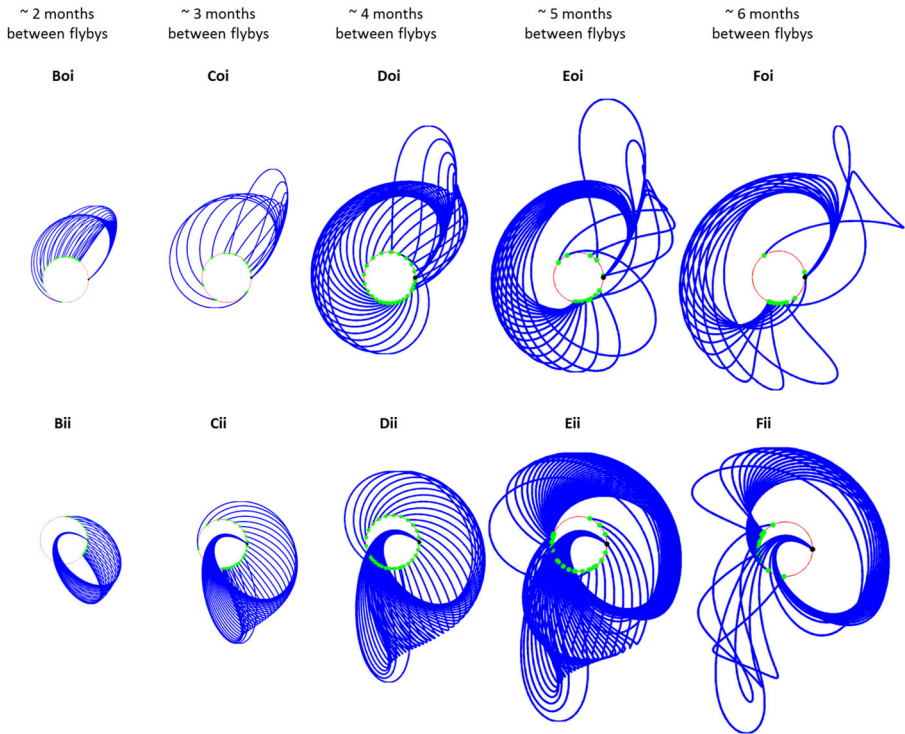 ~ 2 months
between flybys
~ 3 months
between flybys
~ 4 months
between flybys
~ 5 months
between flybys
~ 6 months
between flybys
Boi
Coi
Doi
Eoi
Foi
Bii
Cii
Dii
Eii
Fii